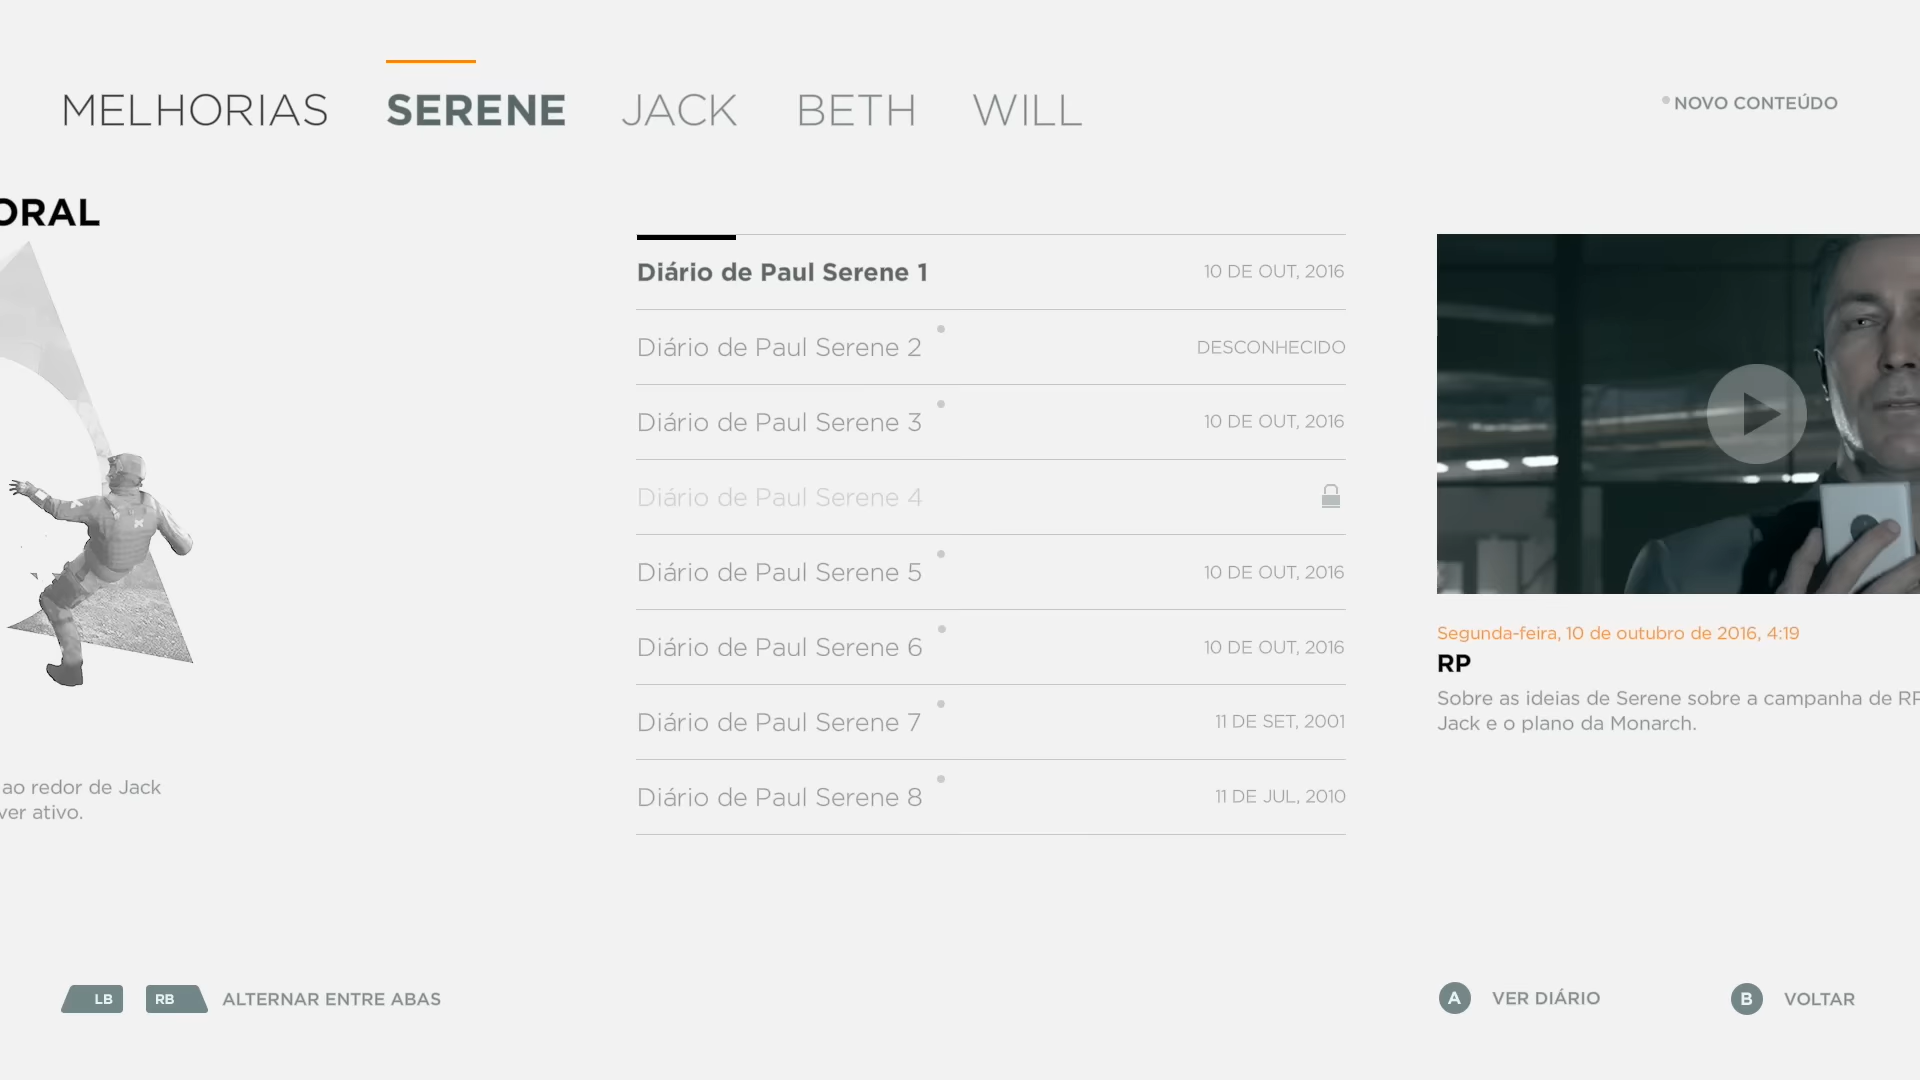 MELHORIAS SERENE JACK BETH WILL
NOVO CONTEÚDO
ORAL
Diário de Paul Serene 1 10 DE OUT, 2016
Diário de Paul Serene 2 DESCONHECIDO
Diário de Paul Serene 3 10 DE OUT, 2016
Diário de Paul Serene 4
Diário de Paul Serene 5 10 DE OUT, 2016
Diário de Paul Serene 6 10 DE OUT, 2016
Diário de Paul Serene 7 11 DE SET, 2001
Diário de Paul Serene 8 11 DE JUL, 2010
ao redor de Jack
ver ativo.
Segunda-feira, 10 de outubro de 2016, 4:19
RP
Sobre as ideias de Serene sobre a campanha de RP
Jack e o plano da Monarch.
LB RB ALTERNAR ENTRE ABAS
A VER DIÁRIO
B VOLTAR